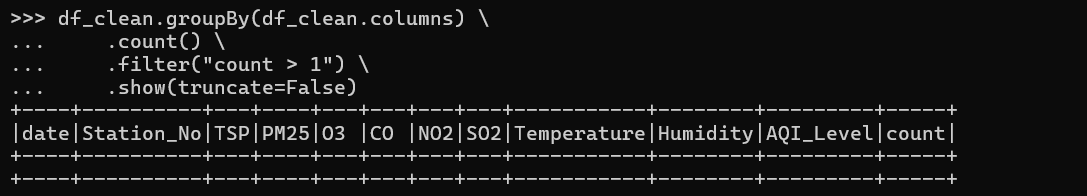 >>> df_clean.groupBy(df_clean.columns) \
...     .count() \
...     .filter("count > 1") \
...     .show(truncate=False)
+----+----------+---+----+---+---+---+---+-----------+--------+---------+-----+
|date|Station_No|TSP|PM25|O3 |CO |NO2|SO2|Temperature|Humidity|AQI_Level|count|
+----+----------+---+----+---+---+---+---+-----------+--------+---------+-----+
+----+----------+---+----+---+---+---+---+-----------+--------+---------+-----+